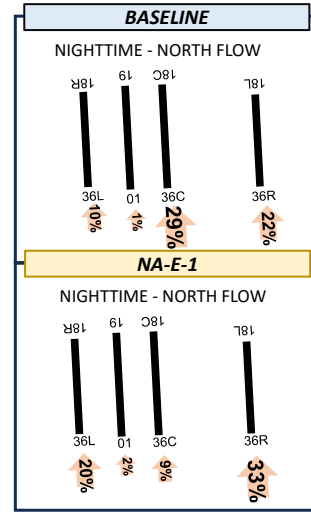 BASELINE
NIGHTTIME - NORTH FLOW
18R 19 18C 18L
36L 01 36C 36R
10% 1% 29% 22%
NA-E-1
NIGHTTIME - NORTH FLOW
18R 19 18C 18L
36L 01 36C 36R
20% 2% 9% 33%